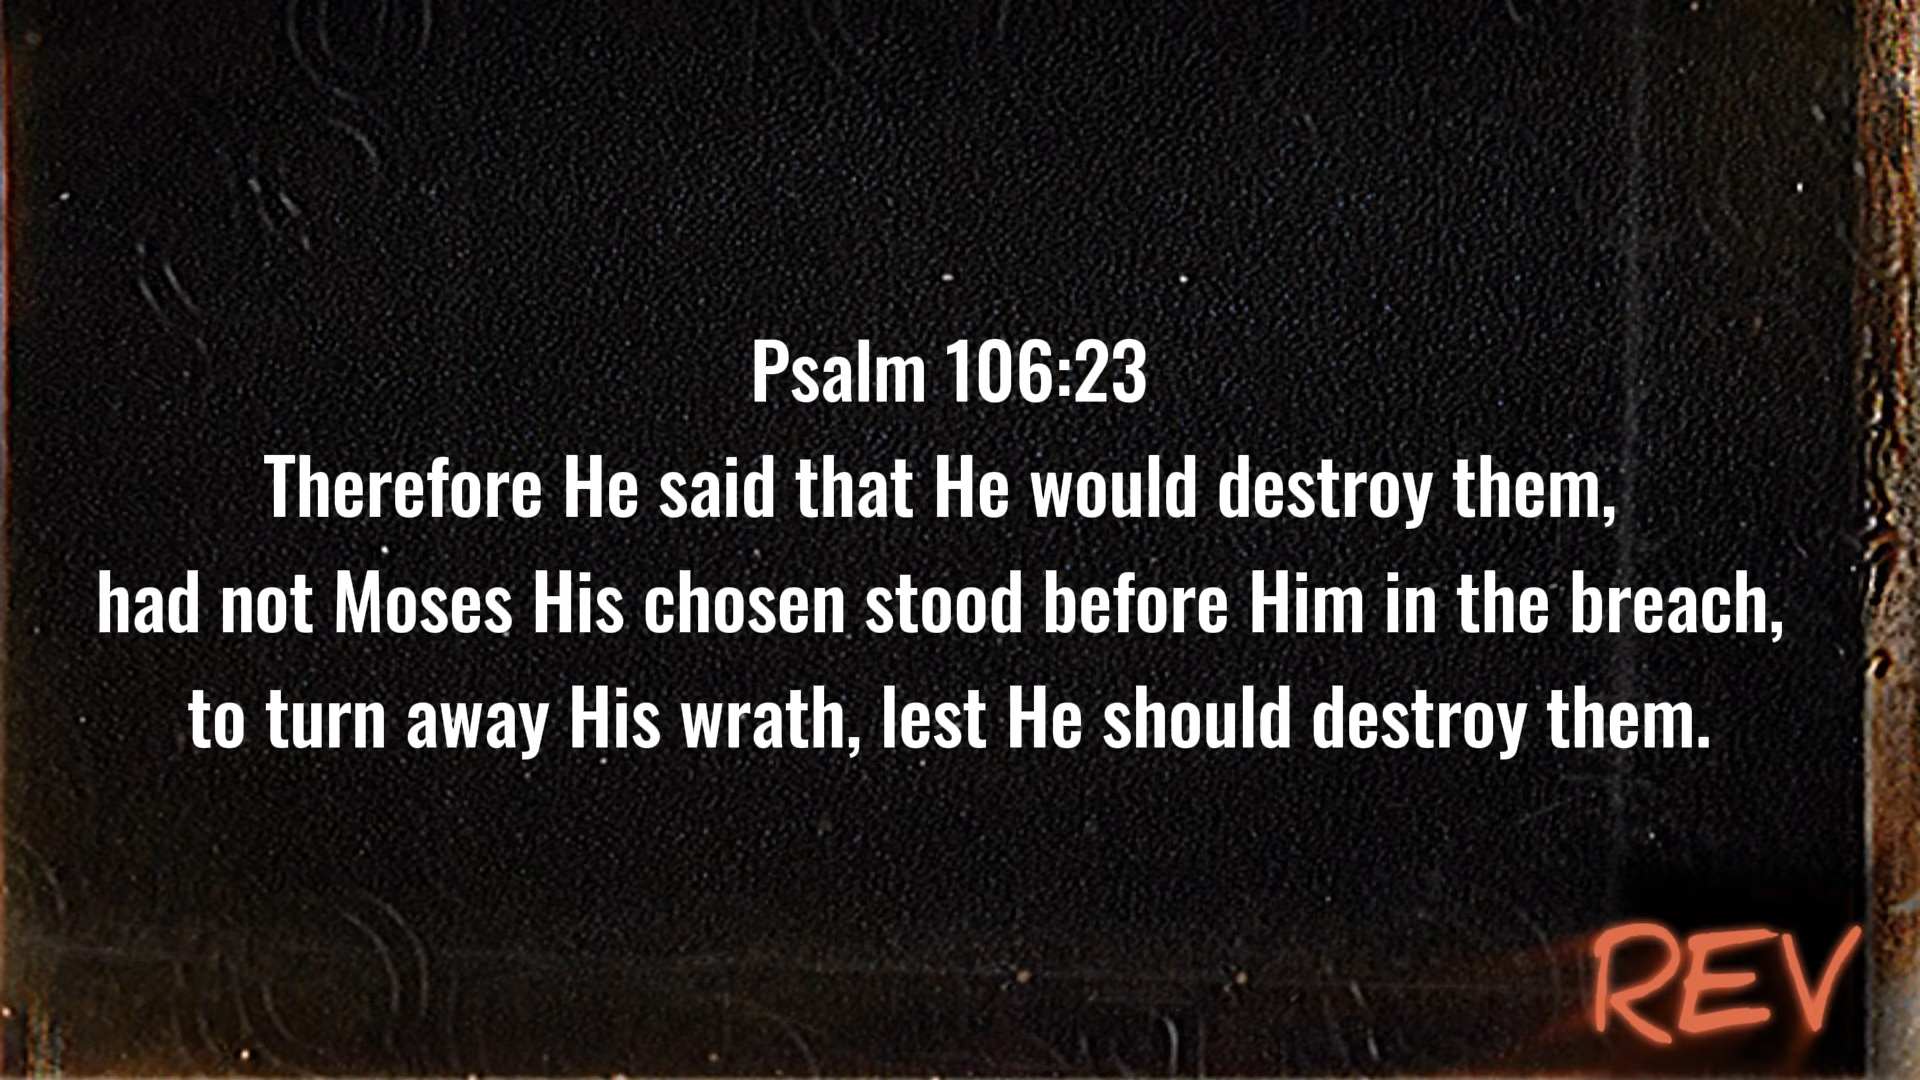 Psalm 106:23
Therefore He said that He would destroy them,
had not Moses His chosen stood before Him in the breach,
to turn away His wrath, lest He should destroy them.
REV